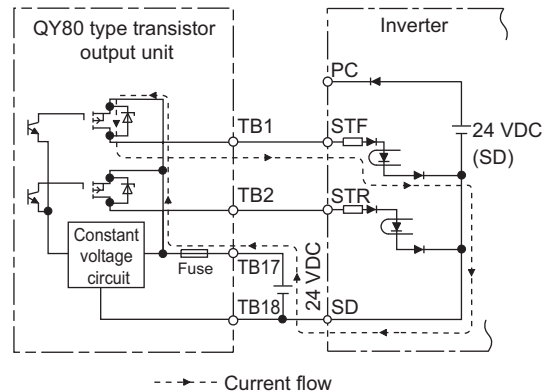 QY80 type transistor
output unit
Inverter
PC
TB1
STF
24 VDC
(SD)
TB2
STR
Constant
voltage
circuit
Fuse
TB17
24 VDC
TB18
SD
Current flow